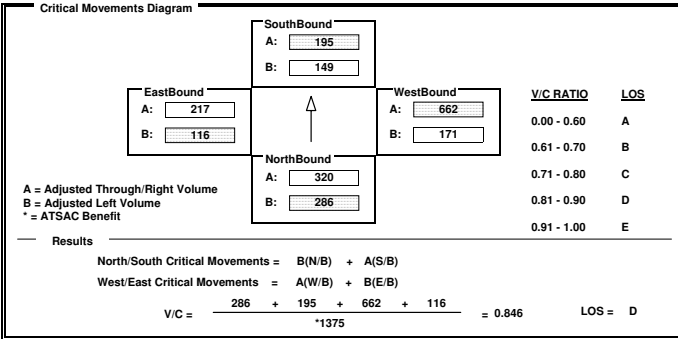 Critical Movements Diagram
SouthBound
A: 195
B: 149
EastBound
A: 217
B: 116
WestBound
A: 662
B: 171
NorthBound
A: 320
B: 286
V/C RATIO LOS
0.00 - 0.60 A
0.61 - 0.70 B
0.71 - 0.80 C
0.81 - 0.90 D
0.91 - 1.00 E
A = Adjusted Through/Right Volume
B = Adjusted Left Volume
* = ATSAC Benefit
Results
North/South Critical Movements = B(N/B) + A(S/B)
West/East Critical Movements = A(W/B) + B(E/B)
V/C = 286 + 195 + 662 + 116 = 0.846 LOS = D
*1375